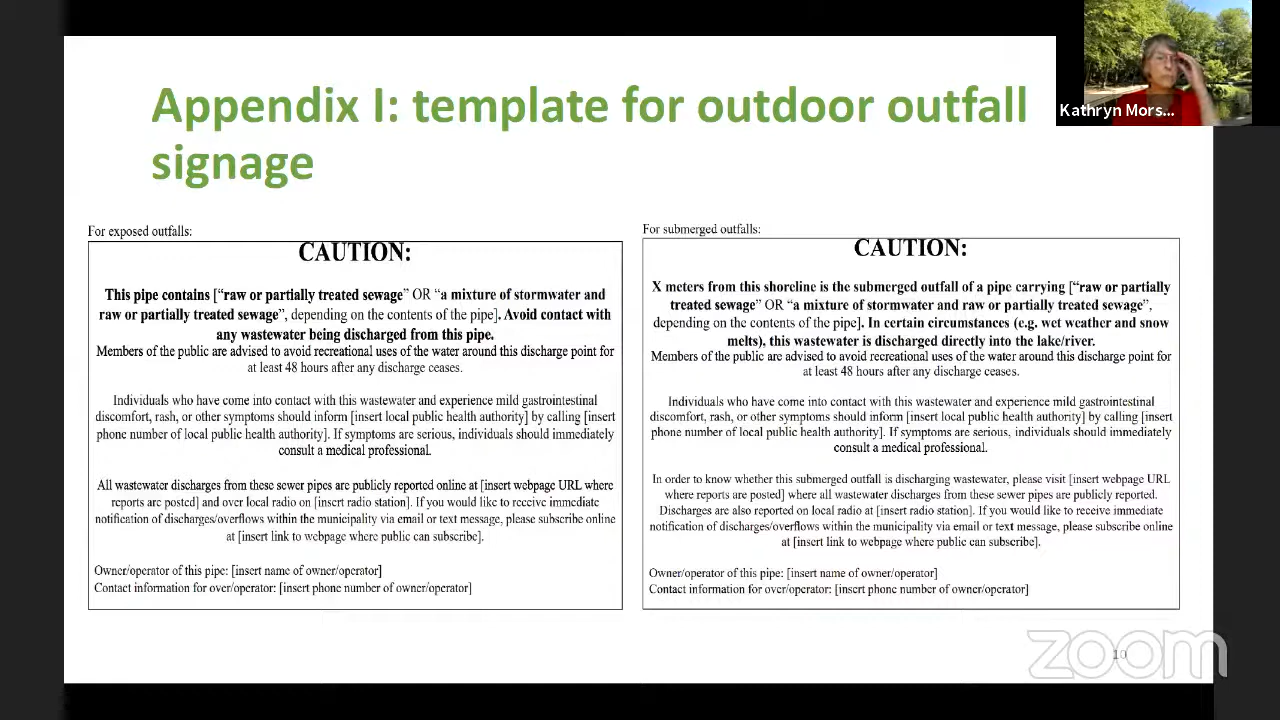 Appendix I: template for outdoor outfall
signage
Kathryn Mors...
For exposed outfalls:
CAUTION:
This pipe contains [“raw or partially treated sewage” OR “a mixture of stormwater and
raw or partially treated sewage”, depending on the contents of the pipe]. Avoid contact with
any wastewater being discharged from this pipe.
Members of the public are advised to avoid recreational uses of the water around this discharge point for
at least 48 hours after any discharge ceases.
Individuals who have come into contact with this wastewater and experience mild gastrointestinal
discomfort, rash, or other symptoms should inform [insert local public health authority] by calling [insert
phone number of local public health authority]. If symptoms are serious, individuals should immediately
consult a medical professional.
All wastewater discharges from these sewer pipes are publicly reported online at [insert webpage URL where
reports are posted] and over local radio on [insert radio station]. If you would like to receive immediate
notification of discharges/overflows within the municipality via email or text message, please subscribe online
at [insert link to webpage where public can subscribe].
Owner/operator of this pipe: [insert name of owner/operator]
Contact information for over/operator: [insert phone number of owner/operator]
For submerged outfalls:
CAUTION:
X meters from this shoreline is the submerged outfall of a pipe carrying [“raw or partially
treated sewage” OR “a mixture of stormwater and raw or partially treated sewage”,
depending on the contents of the pipe]. In certain circumstances (e.g. wet weather and snow
melts), this wastewater is discharged directly into the lake/river.
Members of the public are advised to avoid recreational uses of the water around this discharge point for
at least 48 hours after any discharge ceases.
Individuals who have come into contact with this wastewater and experience mild gastrointestinal
discomfort, rash, or other symptoms should inform [insert local public health authority] by calling [insert
phone number of local public health authority]. If symptoms are serious, individuals should immediately
consult a medical professional.
In order to know whether this submerged outfall is discharging wastewater, please visit [insert webpage URL
where reports are posted] where all wastewater discharges from these sewer pipes are publicly reported.
Discharges are also reported on local radio at [insert radio station]. If you would like to receive immediate
notification of discharges/overflows within the municipality via email or text message, please subscribe online
at [insert link to webpage where public can subscribe].
Owner/operator of this pipe: [insert name of owner/operator]
Contact information for over/operator: [insert phone number of owner/operator]
zoom
10